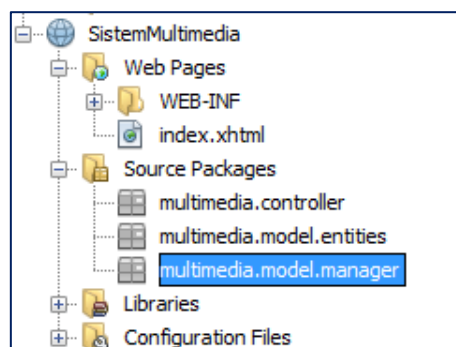 SistemMultimedia
Web Pages
WEB-INF
index.xhtml
Source Packages
multimedia.controller
multimedia.model.entities
multimedia.model.manager
Libraries
Configuration Files